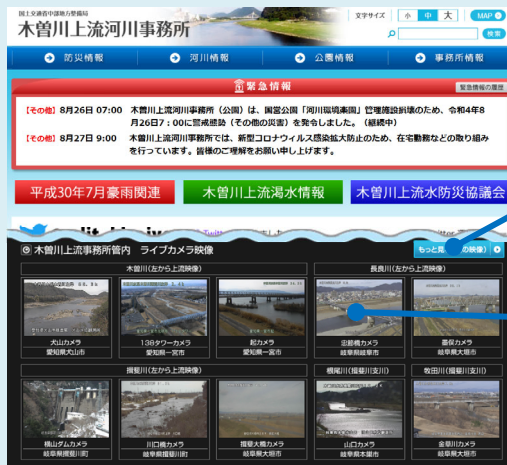 国土交通省中部地方整備局
木曽川上流河川事務所
文字サイズ 小 中 大 MAP
検索
防災情報 河川情報 公園情報 事務所情報
緊急情報
緊急情報の履歴
【その他】 8月26日 07:00 木曽川上流河川事務所（公園）は、国営公園「河川環境楽園」管理施設損壊のため、令和4年8
月26日7：00に警戒態勢（その他の災害）を発令しました。（継続中）
【その他】 8月27日 9:00 木曽川上流河川事務所では、新型コロナウィルス感染拡大防止のため、在宅勤務などの取り組み
を行っています。皆様のご理解をお願い申し上げます。
平成30年7月豪雨関連 木曽川上流渇水情報 木曽川上流水防災協議会
木曽川上流事務所管内 ライブカメラ映像
もっと見 の映像）
木曽川(左から上流映像) 長良川(左から上流映像)
犬山カメラ 138タワーカメラ 起カメラ 忠節橋カメラ 墨俣カメラ
愛知県犬山市 愛知県一宮市 愛知県一宮市 岐阜県岐阜市 岐阜県大垣市
揖斐川(左から上流映像) 根尾川(揖斐川支川) 牧田川(揖斐川支川)
横山ダムカメラ 川口橋カメラ 揖斐大橋カメラ 山口カメラ 金草川カメラ
岐阜県揖斐川町 岐阜県揖斐川町 岐阜県大垣市 岐阜県本巣市 岐阜県大垣市